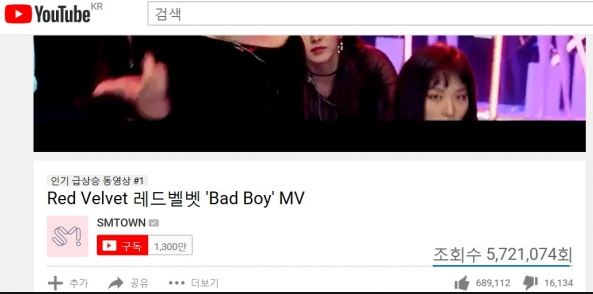 YouTube KR
검색
인기 급상승 동영상 #1
Red Velvet 레드벨벳 'Bad Boy' MV
SM!
SMTOWN
구독 1,300만
조회수 5,721,074회
추가 공유 더보기 689,112 16,134